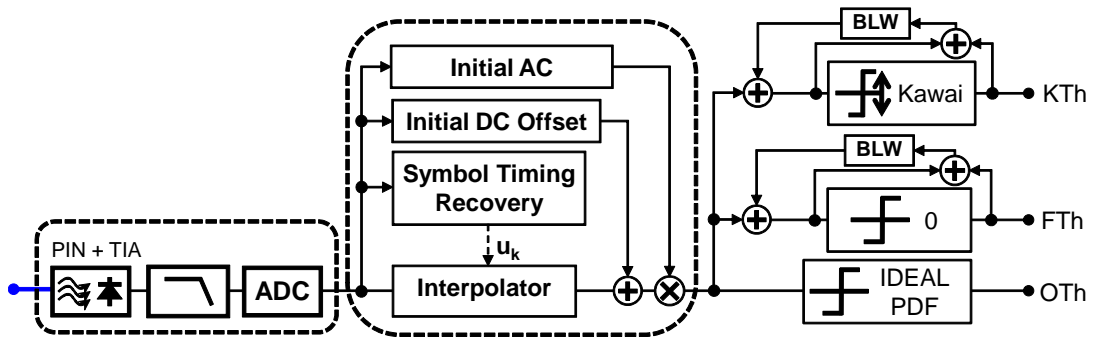 BLW
Initial AC
Kawai
KTh
Initial DC Offset
BLW
Symbol Timing
Recovery
0
FTh
PIN + TIA
u_k
ADC
Interpolator
IDEAL
PDF
OTh